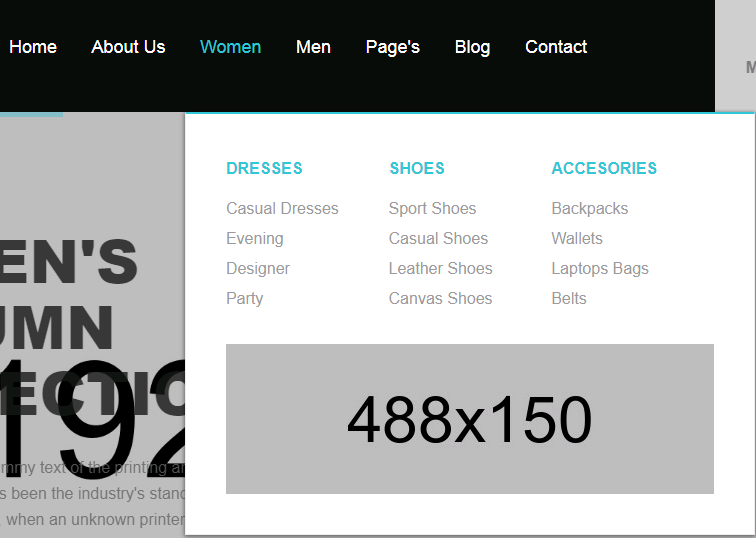 Home About Us Women Men Page's Blog Contact
M
DRESSES SHOES ACCESORIES
Casual Dresses Sport Shoes Backpacks
Evening Casual Shoes Wallets
Designer Leather Shoes Laptops Bags
Party Canvas Shoes Belts
488x150
EN'S
UMN
ECTIO
192
mmy text of the printing an
s been the industry's stand
, when an unknown printer